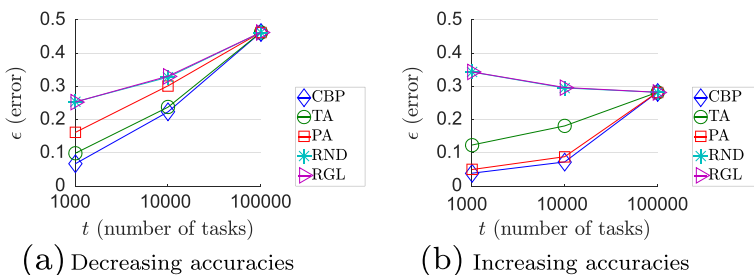 0.5
0.4
0.3
0.2
0.1
0
ϵ (error)
1000 10000 100000
t (number of tasks)
CBP
TA
PA
RND
RGL
(a) Decreasing accuracies
0.5
0.4
0.3
0.2
0.1
0
ϵ (error)
1000 10000 100000
t (number of tasks)
CBP
TA
PA
RND
RGL
(b) Increasing accuracies